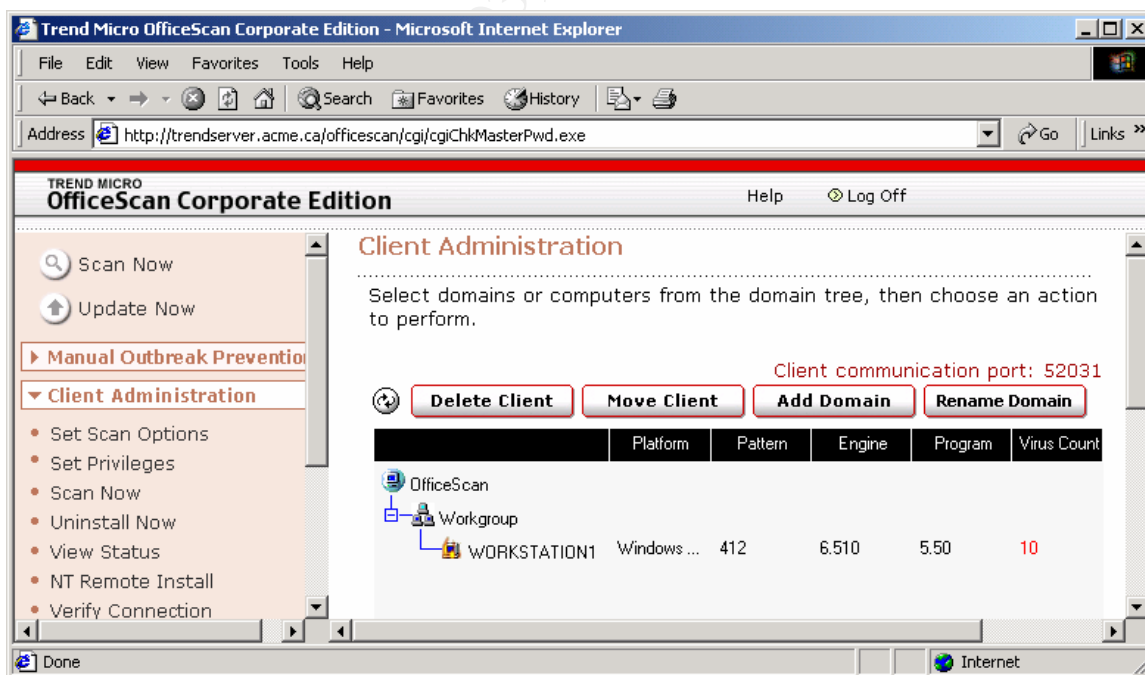 Trend Micro OfficeScan Corporate Edition - Microsoft Internet Explorer
File Edit View Favorites Tools Help
Back Search Favorites History
Address http://trendserver.acme.ca/officescan/cgi/cgiChkMasterPwd.exe Go Links »
TREND MICRO
OfficeScan Corporate Edition
Help Log Off
Scan Now
Update Now
Manual Outbreak Preventio
Client Administration
Set Scan Options
Set Privileges
Scan Now
Uninstall Now
View Status
NT Remote Install
Verify Connection
Client Administration
Select domains or computers from the domain tree, then choose an action
to perform.
Client communication port: 52031
Delete Client Move Client Add Domain Rename Domain
Platform Pattern Engine Program Virus Count
OfficeScan
Workgroup
WORKSTATION1 Windows ... 412 6.510 5.50 10
Done Internet